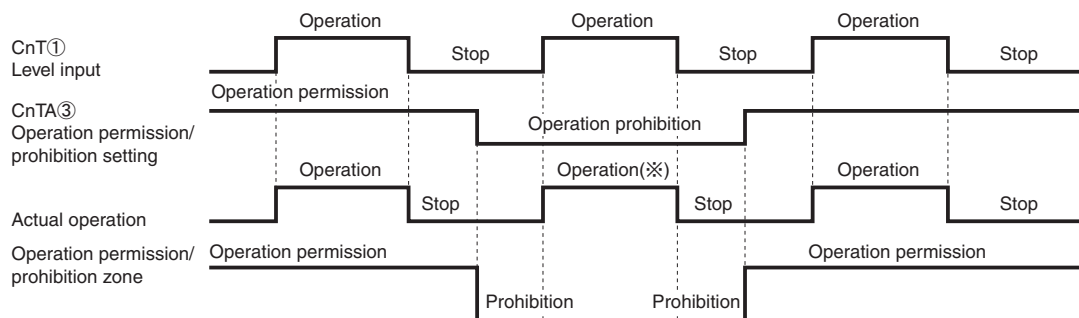 Operation Operation Operation
CnT①
Stop Stop Stop
Level input
Operation permission
CnTA③
Operation permission/
Operation prohibition
prohibition setting
Operation Operation(※) Operation
Stop Stop Stop
Actual operation
Operation permission/
Operation permission Operation permission
prohibition zone
Prohibition Prohibition